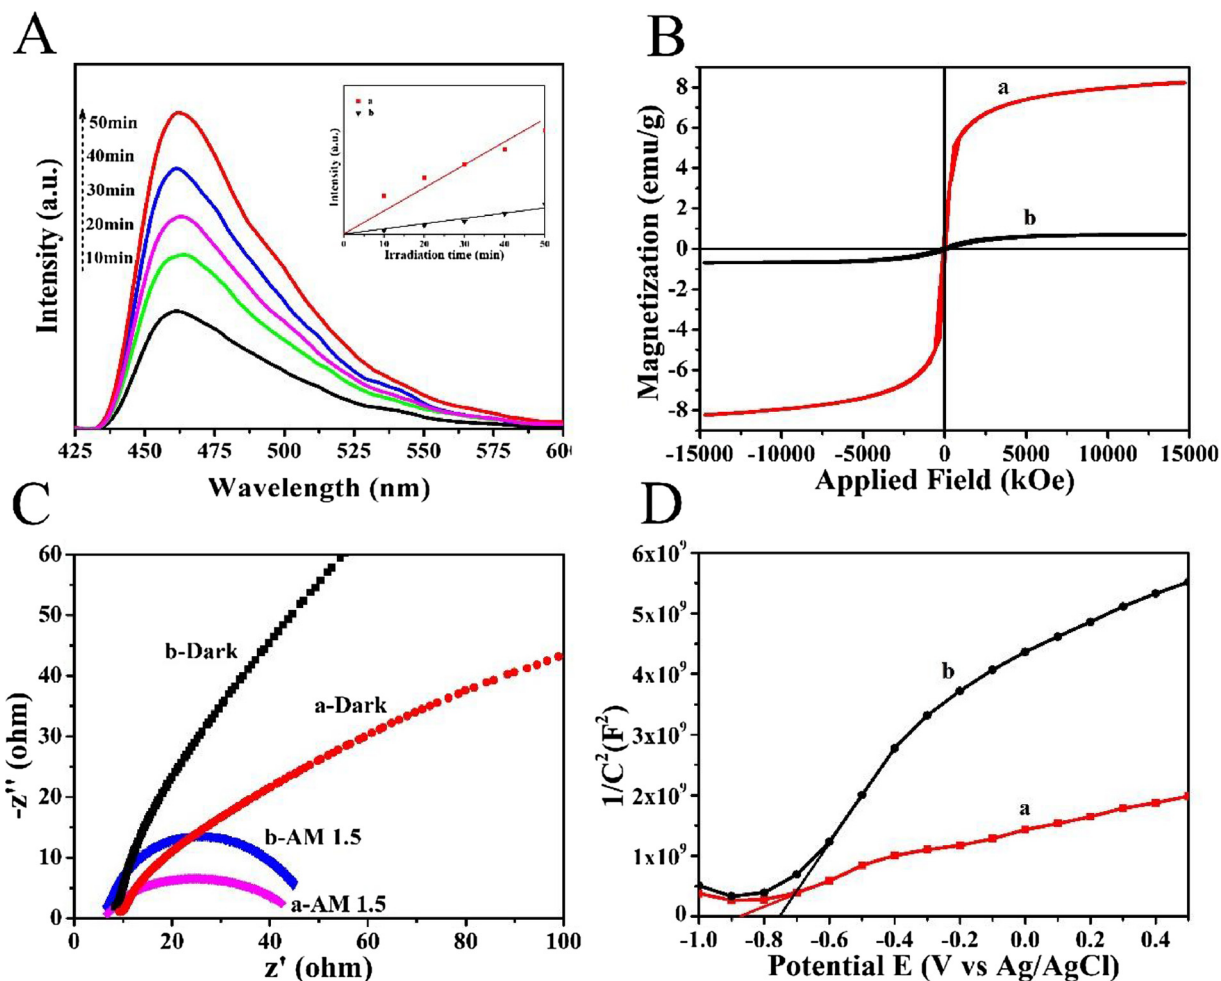 A
50min
40min
30min
20min
10min
Intensity (a.u.)
425 450 475 500 525 550 575 60
Wavelength (nm)
a
b
Intensity (a.u.)
0 10 20 30 40 50
Irradiation time (min)
B
8
6
4
2
0
-2
-4
-6
-8
Magnetization (emu/g)
a
b
-15000 -10000 -5000 0 5000 10000 15000
Applied Field (kOe)
C
60
50
40
30
20
10
0
-z'' (ohm)
b-Dark
a-Dark
b-AM 1.5
a-AM 1.5
0 20 40 60 80 100
z' (ohm)
D
6x10⁹
5x10⁹
4x10⁹
3x10⁹
2x10⁹
1x10⁹
0
1/C²(F²)
b
a
-1.0 -0.8 -0.6 -0.4 -0.2 0.0 0.2 0.4
Potential E (V vs Ag/AgCl)